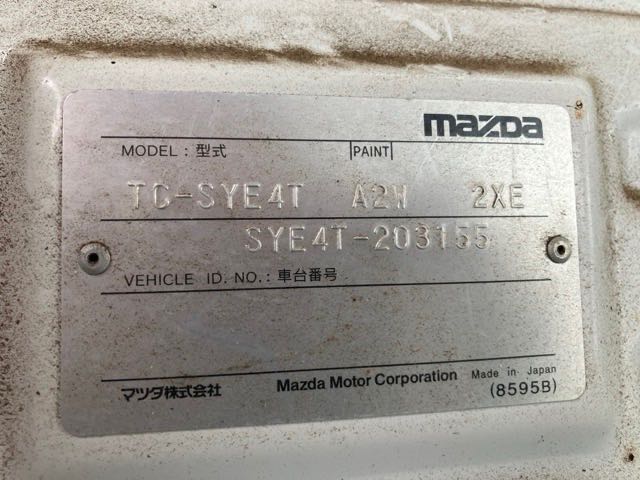 mazda
MODEL : 型式 PAINT
TC-SYE4T A2W 2XE
SYE4T-203155
VEHICLE ID. NO.: 車台番号
マツダ株式会社 Mazda Motor Corporation Made in Japan
(8595B)